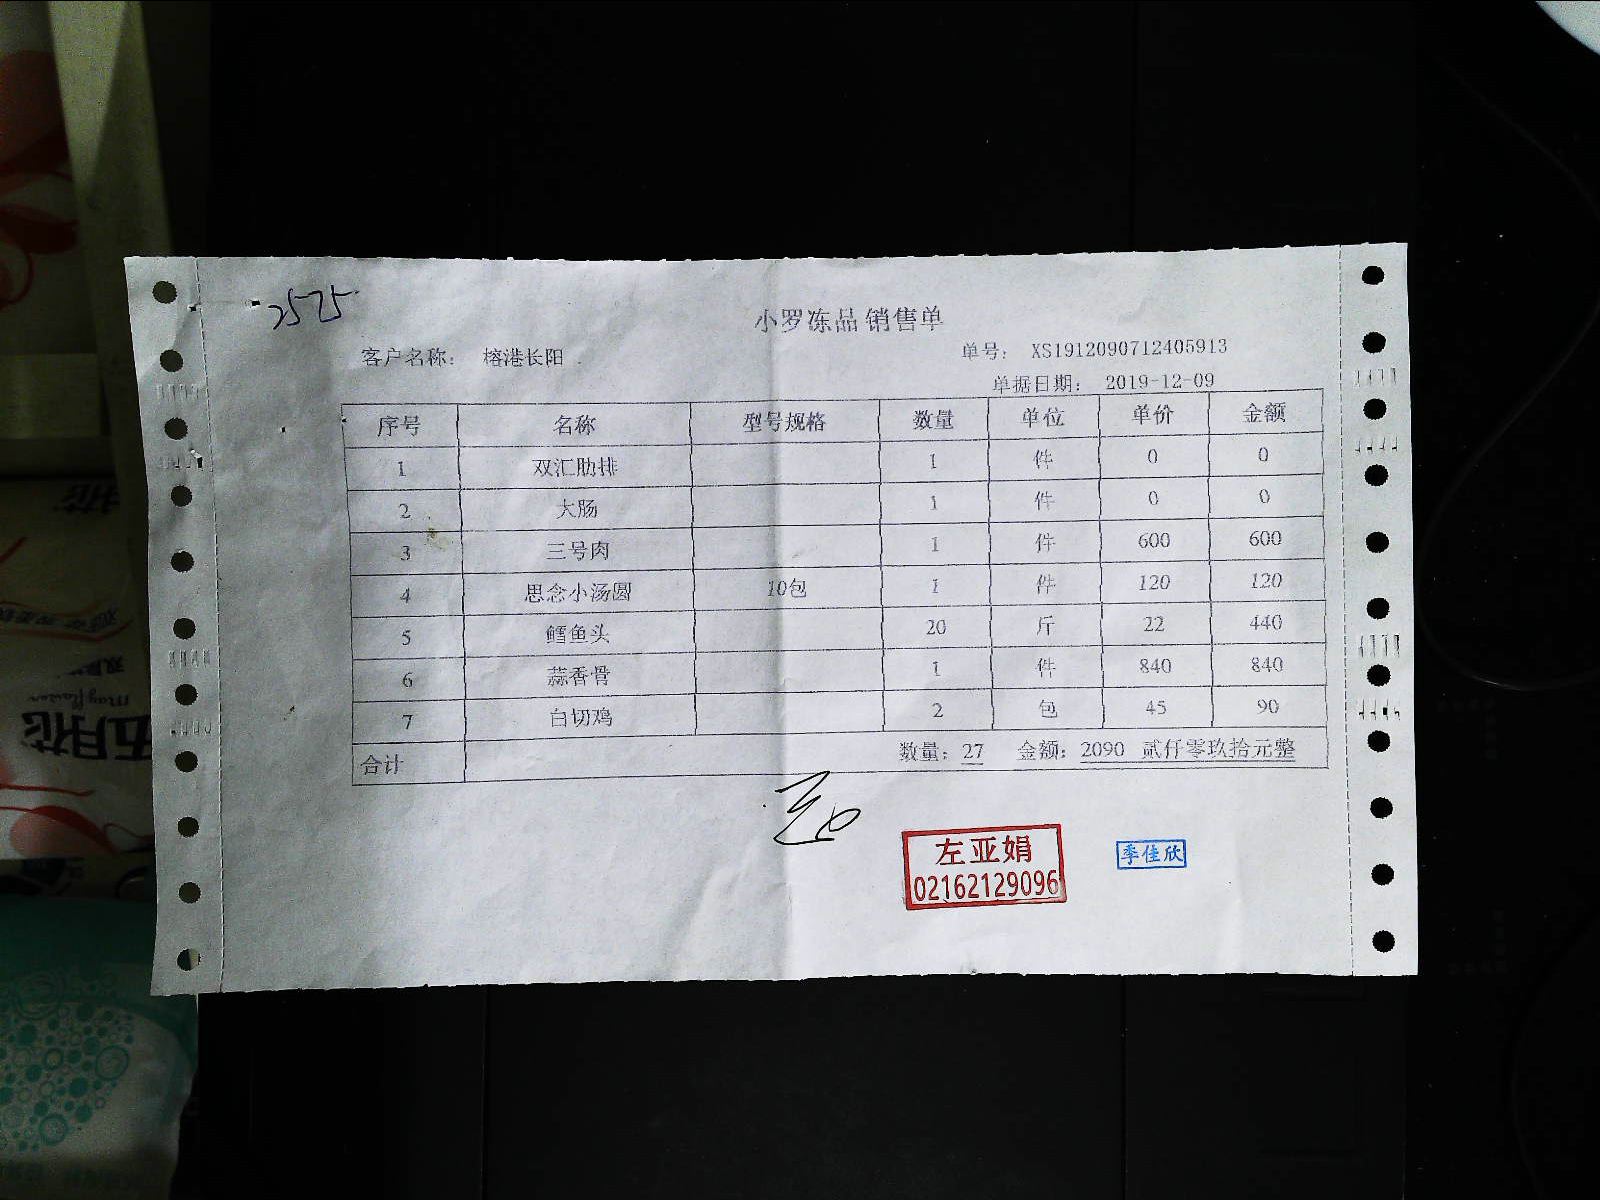 2575
小罗冻品 销售单
客户名称： 榕港长阳
单号： XS1912090712405913
单据日期： 2019-12-09
序号 名称 型号规格 数量 单位 单价 金额
1 双汇肋排 1 件 0 0
2 大肠 1 件 0 0
3 三号肉 1 件 600 600
4 思念小汤圆 10包 1 件 120 120
5 鳕鱼头 20 斤 22 440
6 蒜香骨 1 件 840 840
7 白切鸡 2 包 45 90
合计 数量：27 金额：2090 贰仟零玖拾元整
左亚娟
02162129096
季佳欣
mayflower
五月花